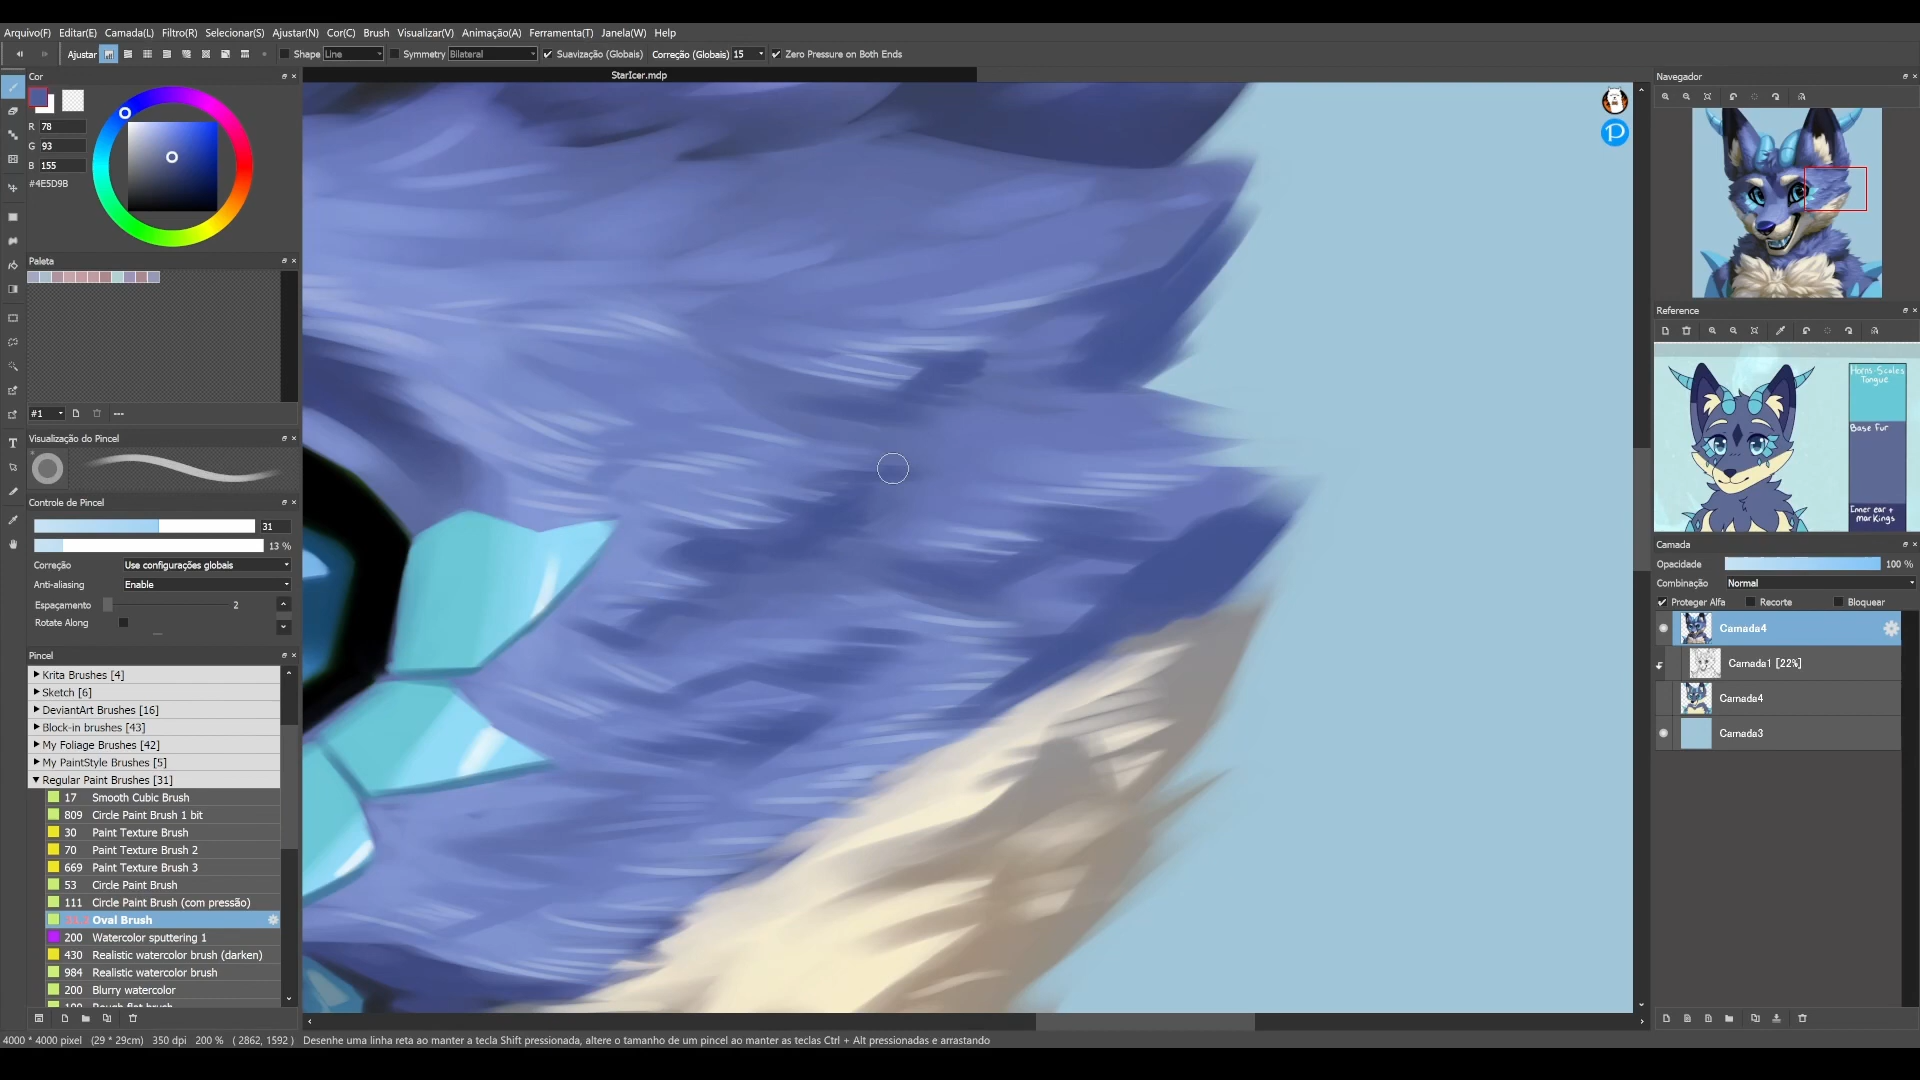 Arquivo(F) Editar(E) Camada(L) Filtro(R) Selecionar(S) Ajustar(N) Cor(C) Brush Visualizar(V) Animação(A) Ferramenta(T) Janela(W) Help
Ajustar Shape Line Symmetry Bilateral Suavização (Globais) Correção (Globais) 15 Zero Pressure on Both Ends
Cor
StarIcer.mdp
Navegador
R 78
G 93
B 155
#4E5D9B
Paleta
#1
---
Visualização do Pincel
Controle de Pincel
31
13 %
Correção Use configurações globais
Anti-aliasing Enable
Espaçamento 2
Rotate Along
Pincel
Krita Brushes [4]
Sketch [6]
DeviantArt Brushes [16]
Block-in brushes [43]
My Foliage Brushes [42]
My PaintStyle Brushes [5]
Regular Paint Brushes [31]
17 Smooth Cubic Brush
809 Circle Paint Brush 1 bit
30 Paint Texture Brush
70 Paint Texture Brush 2
669 Paint Texture Brush 3
53 Circle Paint Brush
111 Circle Paint Brush (com pressão)
Oval Brush
200 Watercolor sputtering 1
430 Realistic watercolor brush (darken)
984 Realistic watercolor brush
200 Blurry watercolor
Reference
Horns-Scales
Tongue
Base Fur
Inner ear +
markings
Camada
Opacidade 100 %
Combinação Normal
Proteger Alfa Recorte Bloquear
Camada4
Camada1 [22%]
Camada4
Camada3
4000 * 4000 pixel (29 * 29cm) 350 dpi 200 % ( 2862, 1592 ) Desenhe uma linha reta ao manter a tecla Shift pressionada, altere o tamanho de um pincel ao manter as teclas Ctrl + Alt pressionadas e arrastando